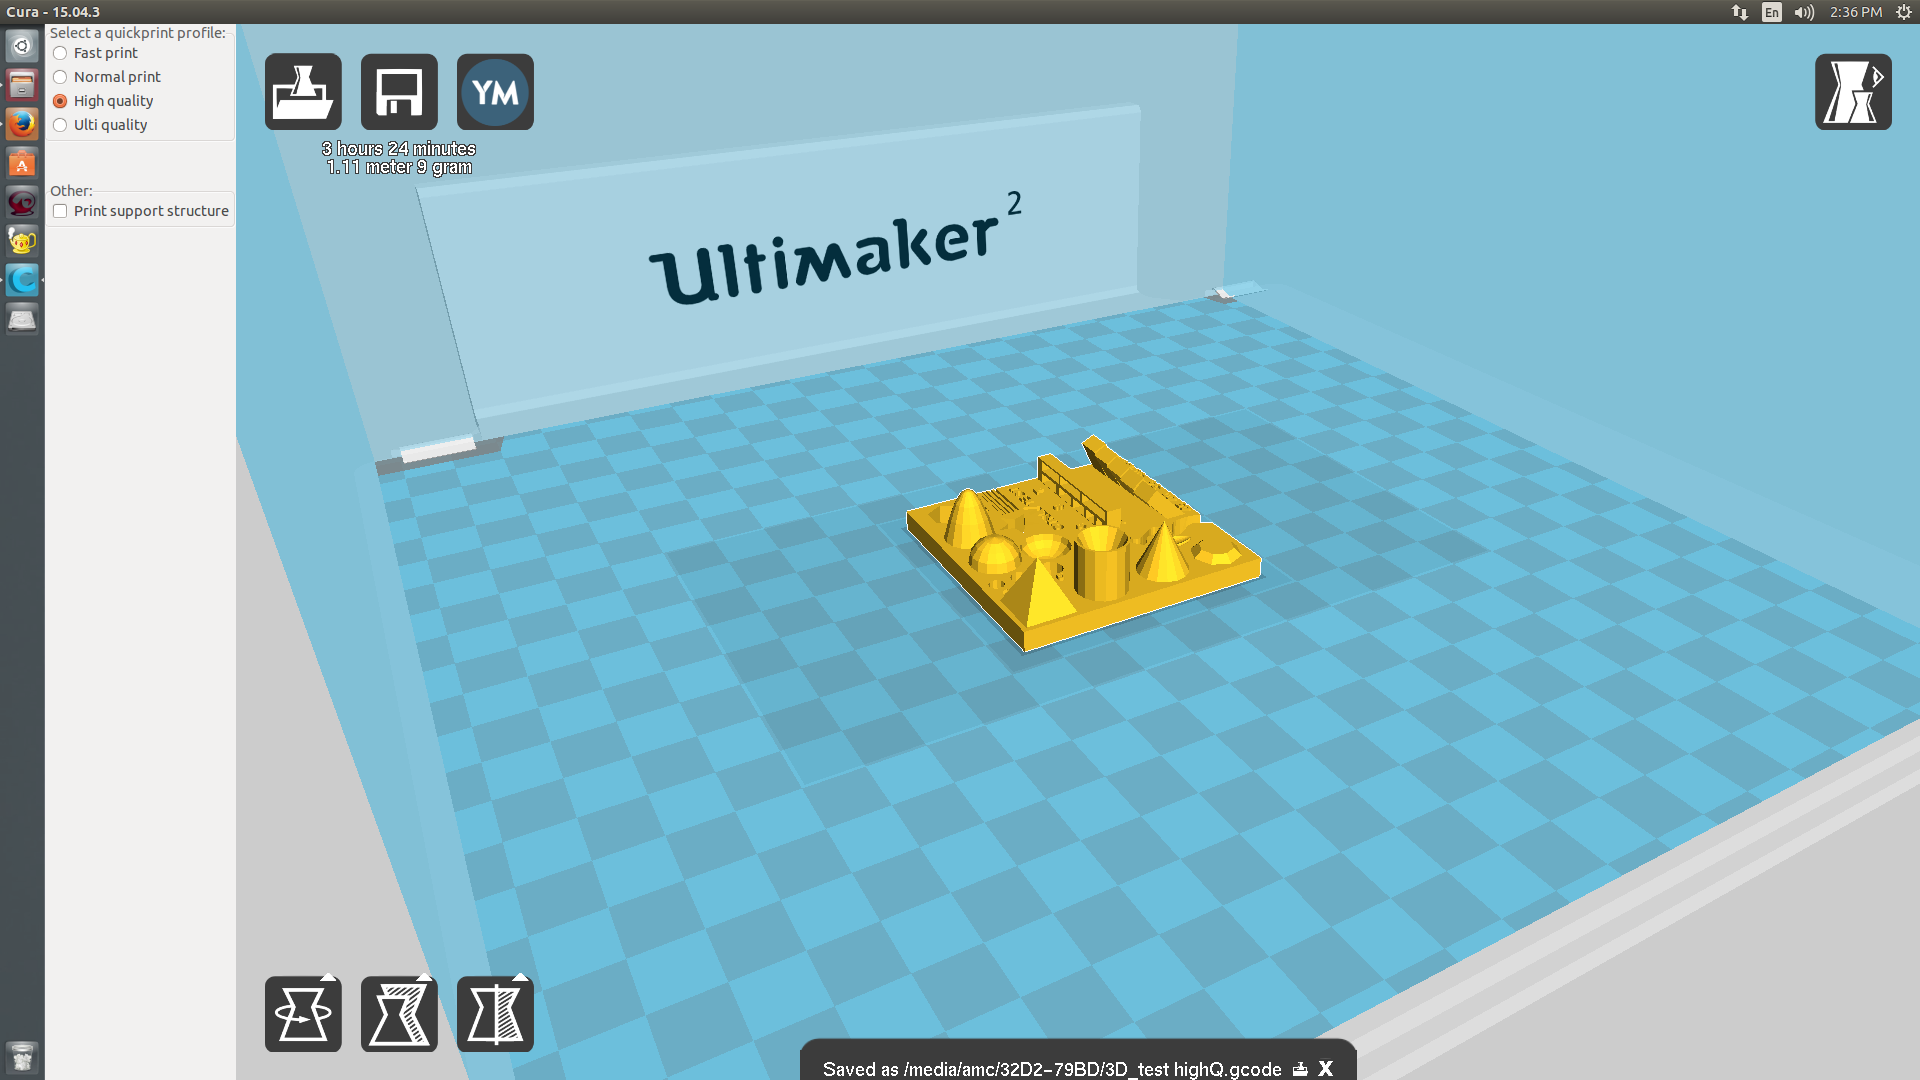 Cura - 15.04.3
En
2:36 PM
Select a quickprint profile:
Fast print
Normal print
High quality
Ulti quality
Other:
Print support structure
YM
3 hours 24 minutes
1.11 meter 9 gram
Ultimaker²
Saved as /media/amc/32D2-79BD/3D_test highQ.gcode
X